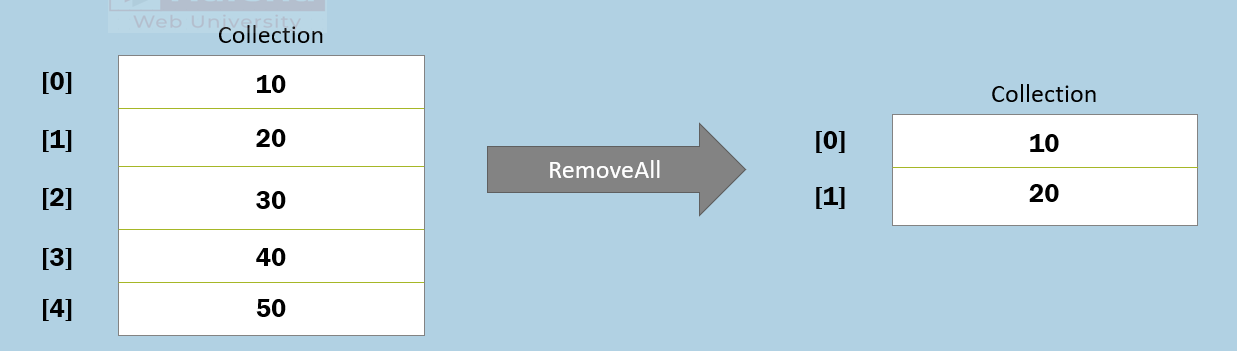 Web University
Collection
[0] 10
[1] 20
[2] 30
[3] 40
[4] 50
RemoveAll
Collection
[0] 10
[1] 20